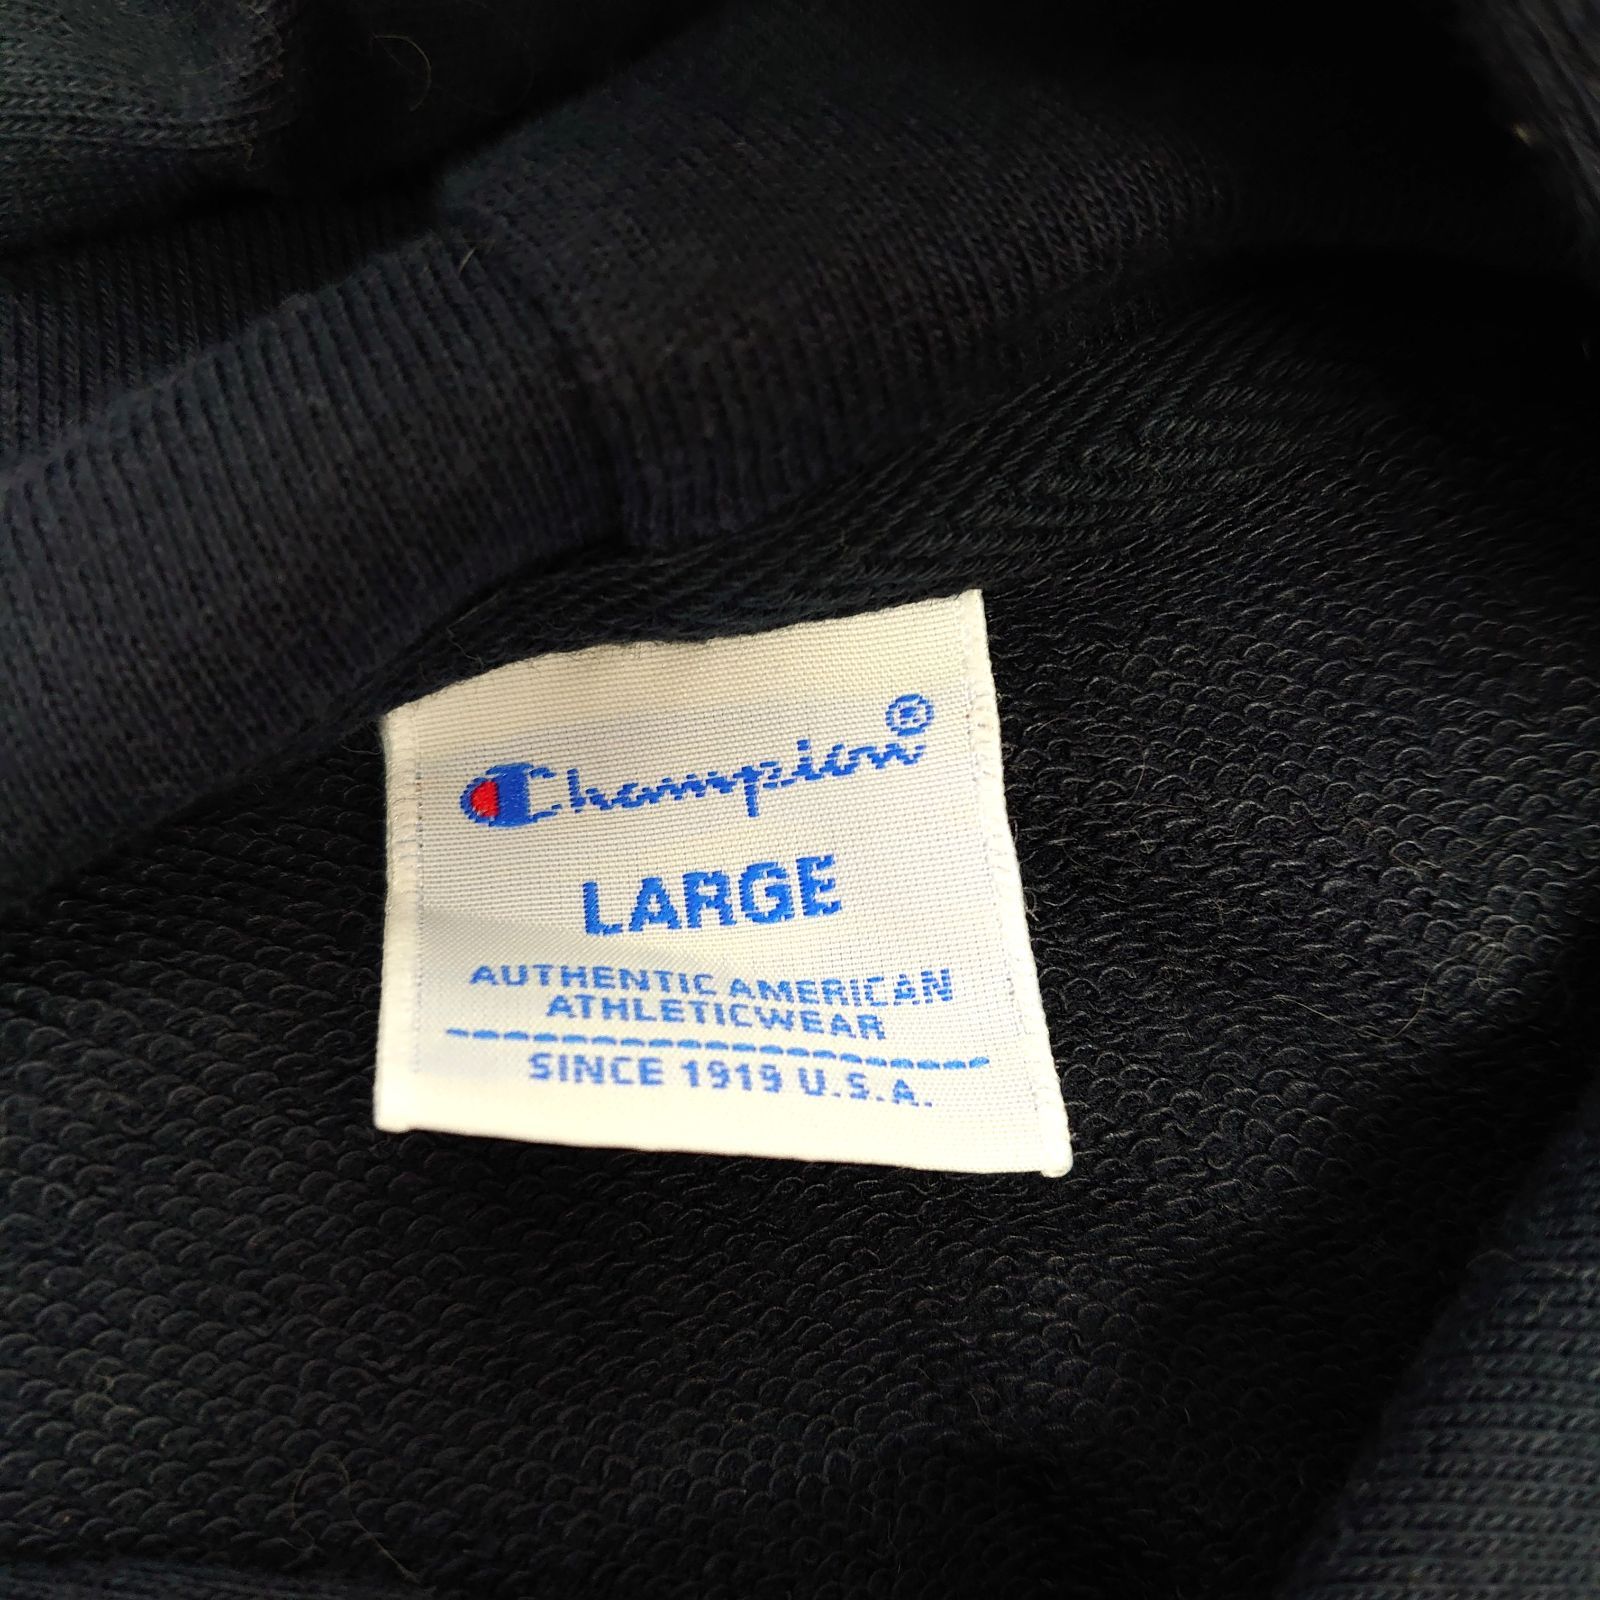 Champion®
LARGE
AUTHENTIC AMERICAN
ATHLETICWEAR
SINCE 1919 U.S.A.